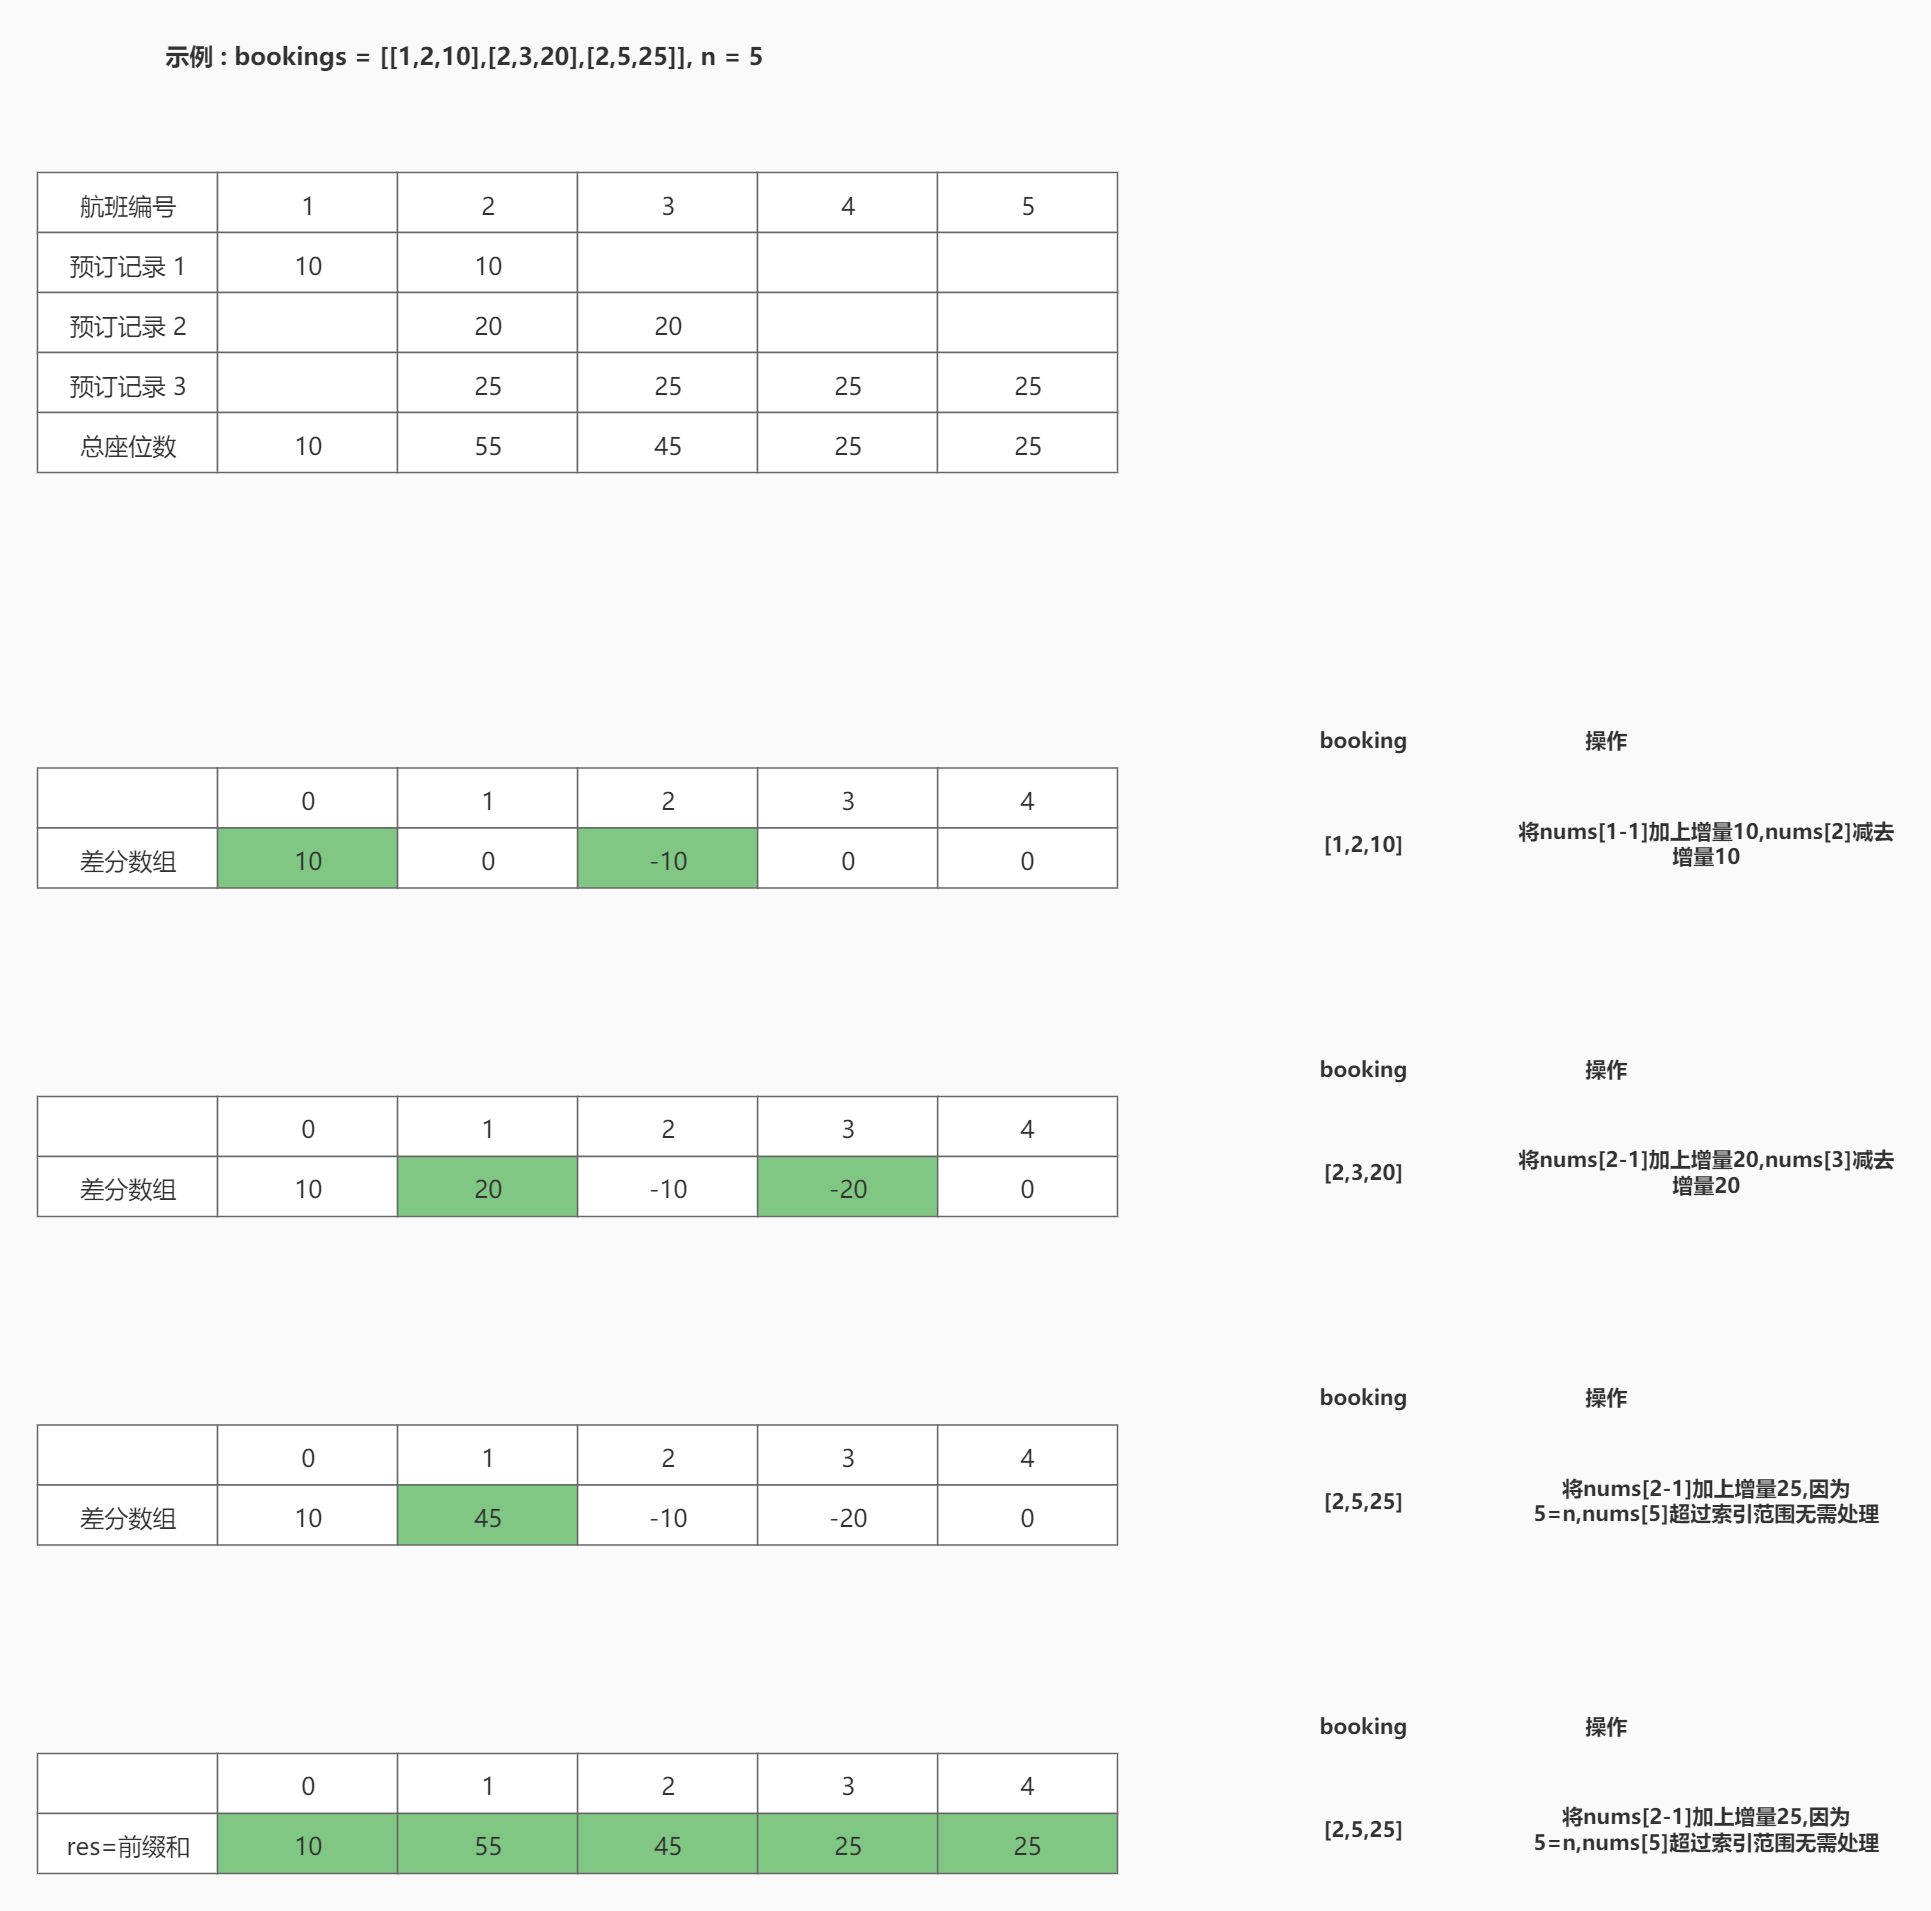 示例 : bookings = [[1,2,10],[2,3,20],[2,5,25]], n = 5
航班编号 1 2 3 4 5
预订记录 1 10 10
预订记录 2 20 20
预订记录 3 25 25 25 25
总座位数 10 55 45 25 25
booking 操作
0 1 2 3 4
差分数组 10 0 -10 0 0
[1,2,10]
将nums[1-1]加上增量10,nums[2]减去
增量10
booking 操作
0 1 2 3 4
差分数组 10 20 -10 -20 0
[2,3,20]
将nums[2-1]加上增量20,nums[3]减去
增量20
booking 操作
0 1 2 3 4
差分数组 10 45 -10 -20 0
[2,5,25]
将nums[2-1]加上增量25,因为
5=n,nums[5]超过索引范围无需处理
booking 操作
0 1 2 3 4
res=前缀和 10 55 45 25 25
[2,5,25]
将nums[2-1]加上增量25,因为
5=n,nums[5]超过索引范围无需处理